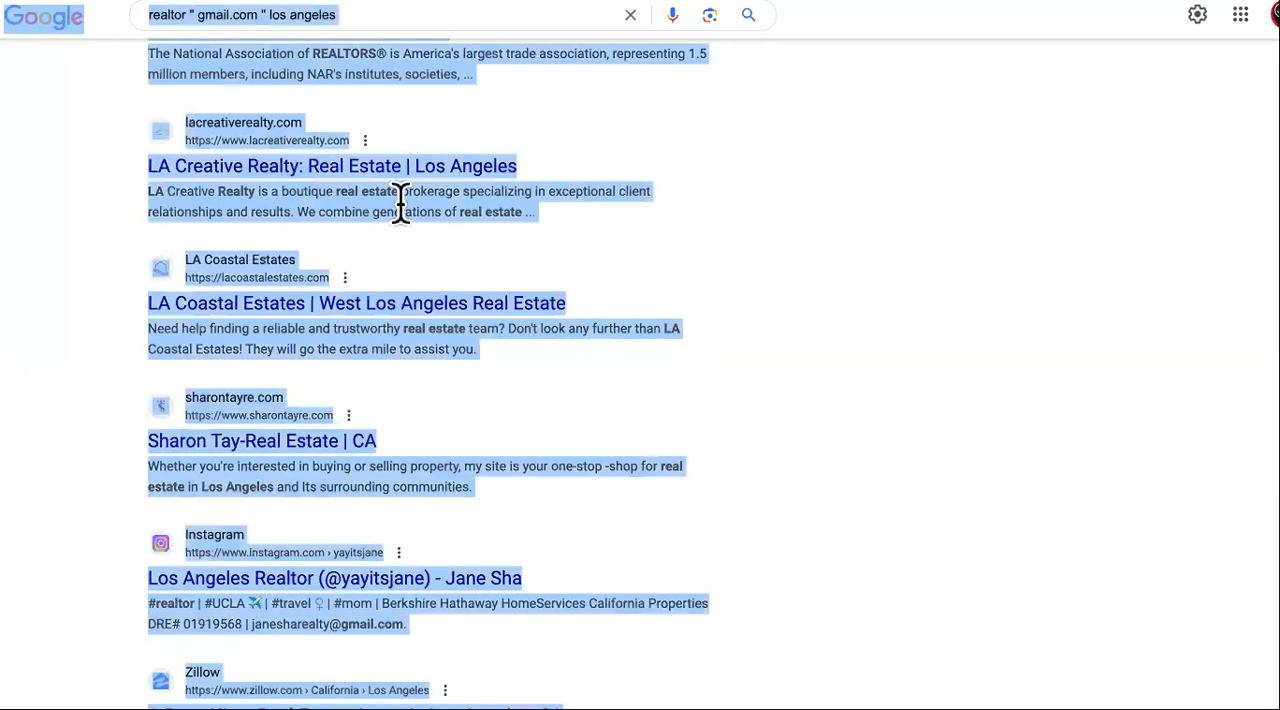 Google
realtor " gmail.com " los angeles
The National Association of REALTORS® is America's largest trade association, representing 1.5
million members, including NAR's institutes, societies, ...
lacreativerealty.com
https://www.lacreativerealty.com
LA Creative Realty: Real Estate | Los Angeles
LA Creative Realty is a boutique real estate brokerage specializing in exceptional client
relationships and results. We combine generations of real estate ...
LA Coastal Estates
https://lacoastalestates.com
LA Coastal Estates | West Los Angeles Real Estate
Need help finding a reliable and trustworthy real estate team? Don't look any further than LA
Coastal Estates! They will go the extra mile to assist you.
sharontayre.com
https://www.sharontayre.com
Sharon Tay-Real Estate | CA
Whether you're interested in buying or selling property, my site is your one-stop -shop for real
estate in Los Angeles and Its surrounding communities.
Instagram
https://www.instagram.com › yayitsjane
Los Angeles Realtor (@yayitsjane) - Jane Sha
#realtor | #UCLA ✈️ | #travel ♀ | #mom | Berkshire Hathaway HomeServices California Properties
DRE# 01919568 | janesharealty@gmail.com.
Zillow
https://www.zillow.com › California › Los Angeles